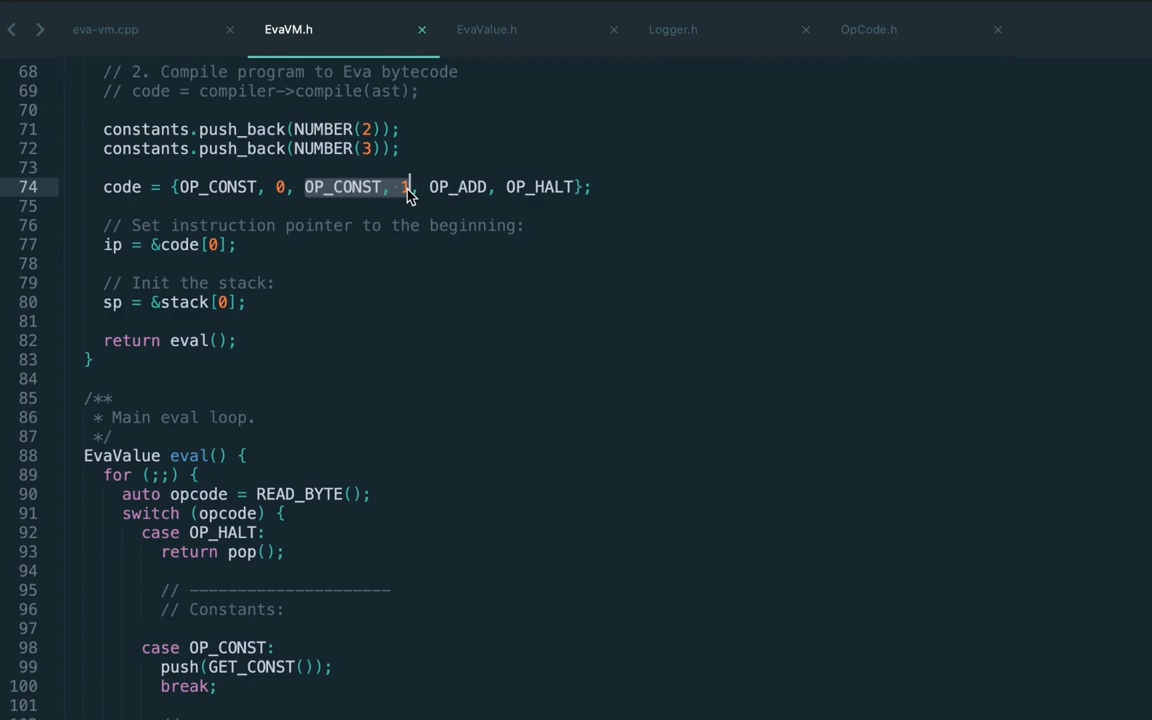 eva-vm.cpp × EvaVM.h × EvaValue.h × Logger.h × OpCode.h ×
68 // 2. Compile program to Eva bytecode
69 // code = compiler->compile(ast);
70
71 constants.push_back(NUMBER(2));
72 constants.push_back(NUMBER(3));
73
74 code = {OP_CONST, 0, OP_CONST, 1, OP_ADD, OP_HALT};
75
76 // Set instruction pointer to the beginning:
77 ip = &code[0];
78
79 // Init the stack:
80 sp = &stack[0];
81
82 return eval();
83 }
84
85 /**
86 * Main eval loop.
87 */
88 EvaValue eval() {
89 for (;;) {
90 auto opcode = READ_BYTE();
91 switch (opcode) {
92 case OP_HALT:
93 return pop();
94
95 // ---------------------
96 // Constants:
97
98 case OP_CONST:
99 push(GET_CONST());
100 break;
101